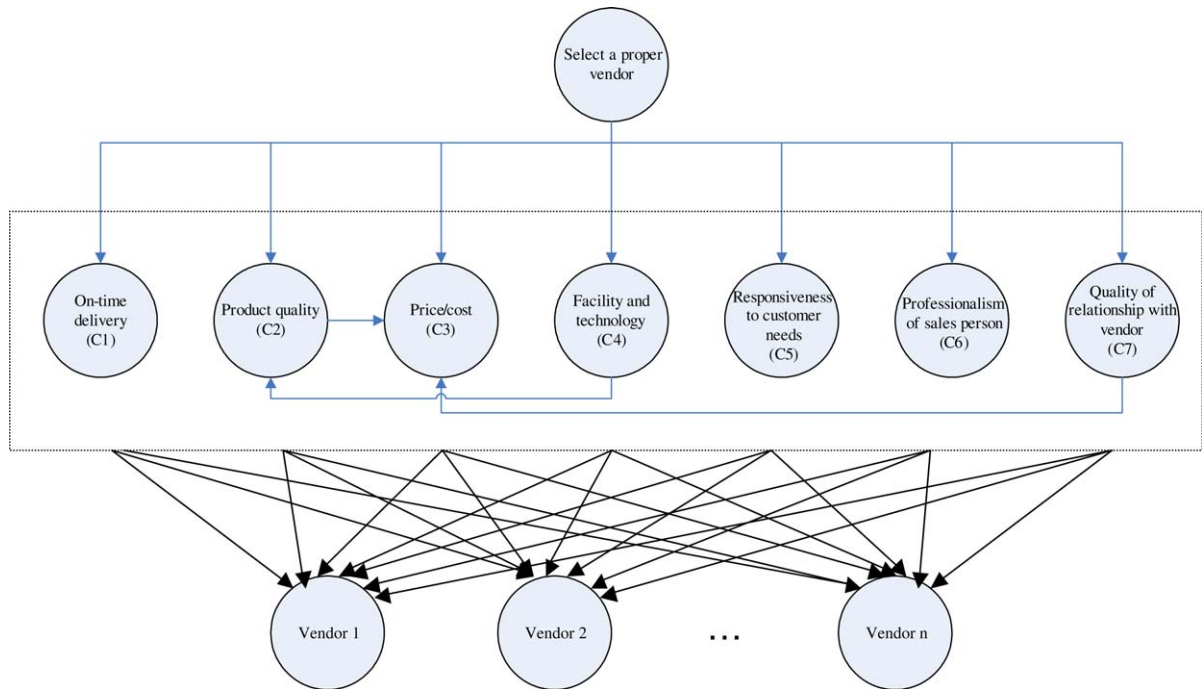 Select a proper
vendor
On-time
delivery
(C1)
Product quality
(C2)
Price/cost
(C3)
Facility and
technology
(C4)
Responsiveness
to customer
needs
(C5)
Professionalism
of sales person
(C6)
Quality of
relationship with
vendor
(C7)
Vendor 1
Vendor 2
...
Vendor n